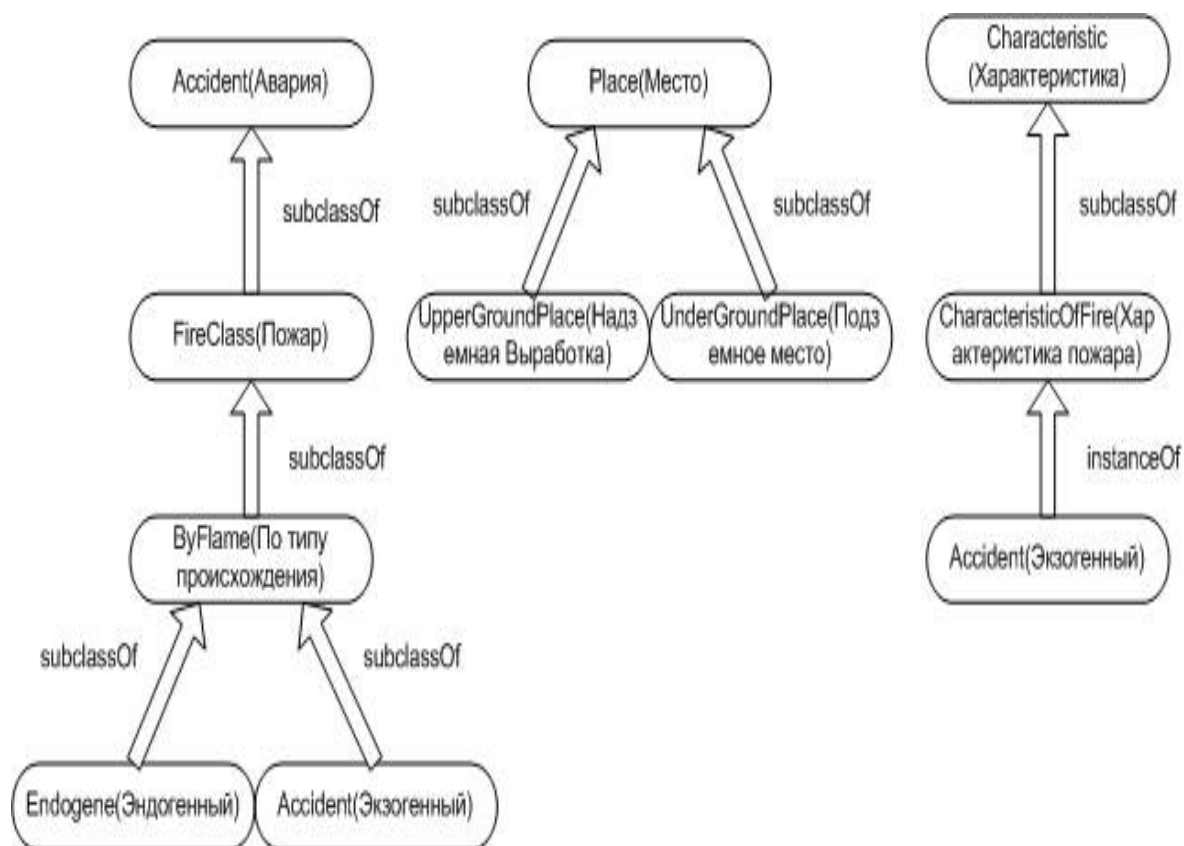 Accident(Авария)
subclassOf
FireClass(Пожар)
subclassOf
ByFlame(По типу
происхождения)
subclassOf
subclassOf
Endogene(Эндогенный)
Accident(Экзогенный)
Place(Место)
subclassOf
subclassOf
UpperGroundPlace(Надз
емная Выработка)
UnderGroundPlace(Подз
емное место)
Characteristic
(Характеристика)
subclassOf
CharacteristicOfFire(Хар
актеристика пожара)
instanceOf
Accident(Экзогенный)